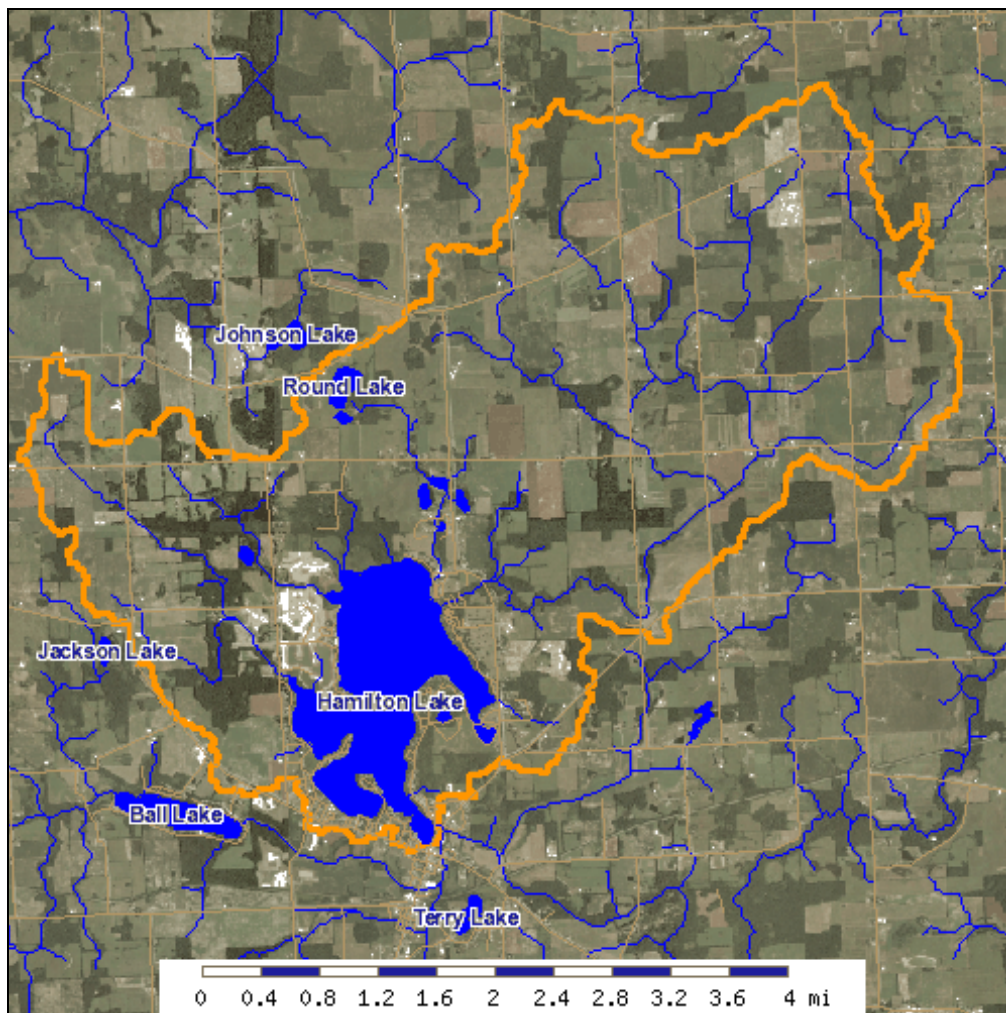 Johnson Lake
Round Lake
Jackson Lake
Hamilton Lake
Ball Lake
Terry Lake
0 0.4 0.8 1.2 1.6 2 2.4 2.8 3.2 3.6 4 mi